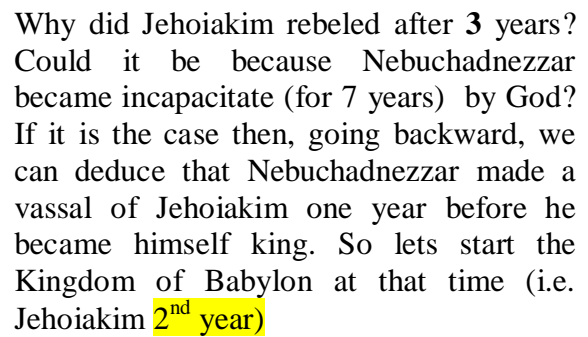 Why did Jehoiakim rebeled after 3 years?
Could it be because Nebuchadnezzar
became incapacitate (for 7 years) by God?
If it is the case then, going backward, we
can deduce that Nebuchadnezzar made a
vassal of Jehoiakim one year before he
became himself king. So lets start the
Kingdom of Babylon at that time (i.e.
Jehoiakim 2nd year)